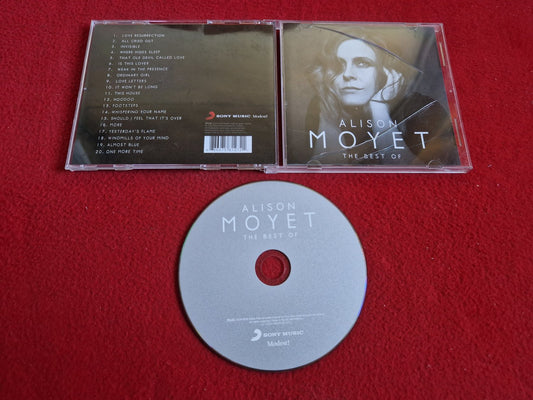 1. LOVE RESURRECTION
2. ALL CRIED OUT
3. INVISIBLE
4. WHERE HIDES SLEEP
5. THAT OLE DEVIL CALLED LOVE
6. IS THIS LOVE?
7. WEAK IN THE PRESENCE
8. ORDINARY GIRL
9. LOVE LETTERS
10. IT WON'T BE LONG
11. THIS HOUSE
12. HOODOO
13. FOOTSTEPS
14. WHISPERING YOUR NAME
15. SHOULD I FEEL THAT IT'S OVER
16. MORE
17. YESTERDAY'S FLAME
18. WINDMILLS OF YOUR MIND
19. ALMOST BLUE
20. ONE MORE TIME
SONY MUSIC Modest!
ALISON
MOYET
THE BEST OF
ALISON
MOYET
THE BEST OF
SONY MUSIC
Modest!